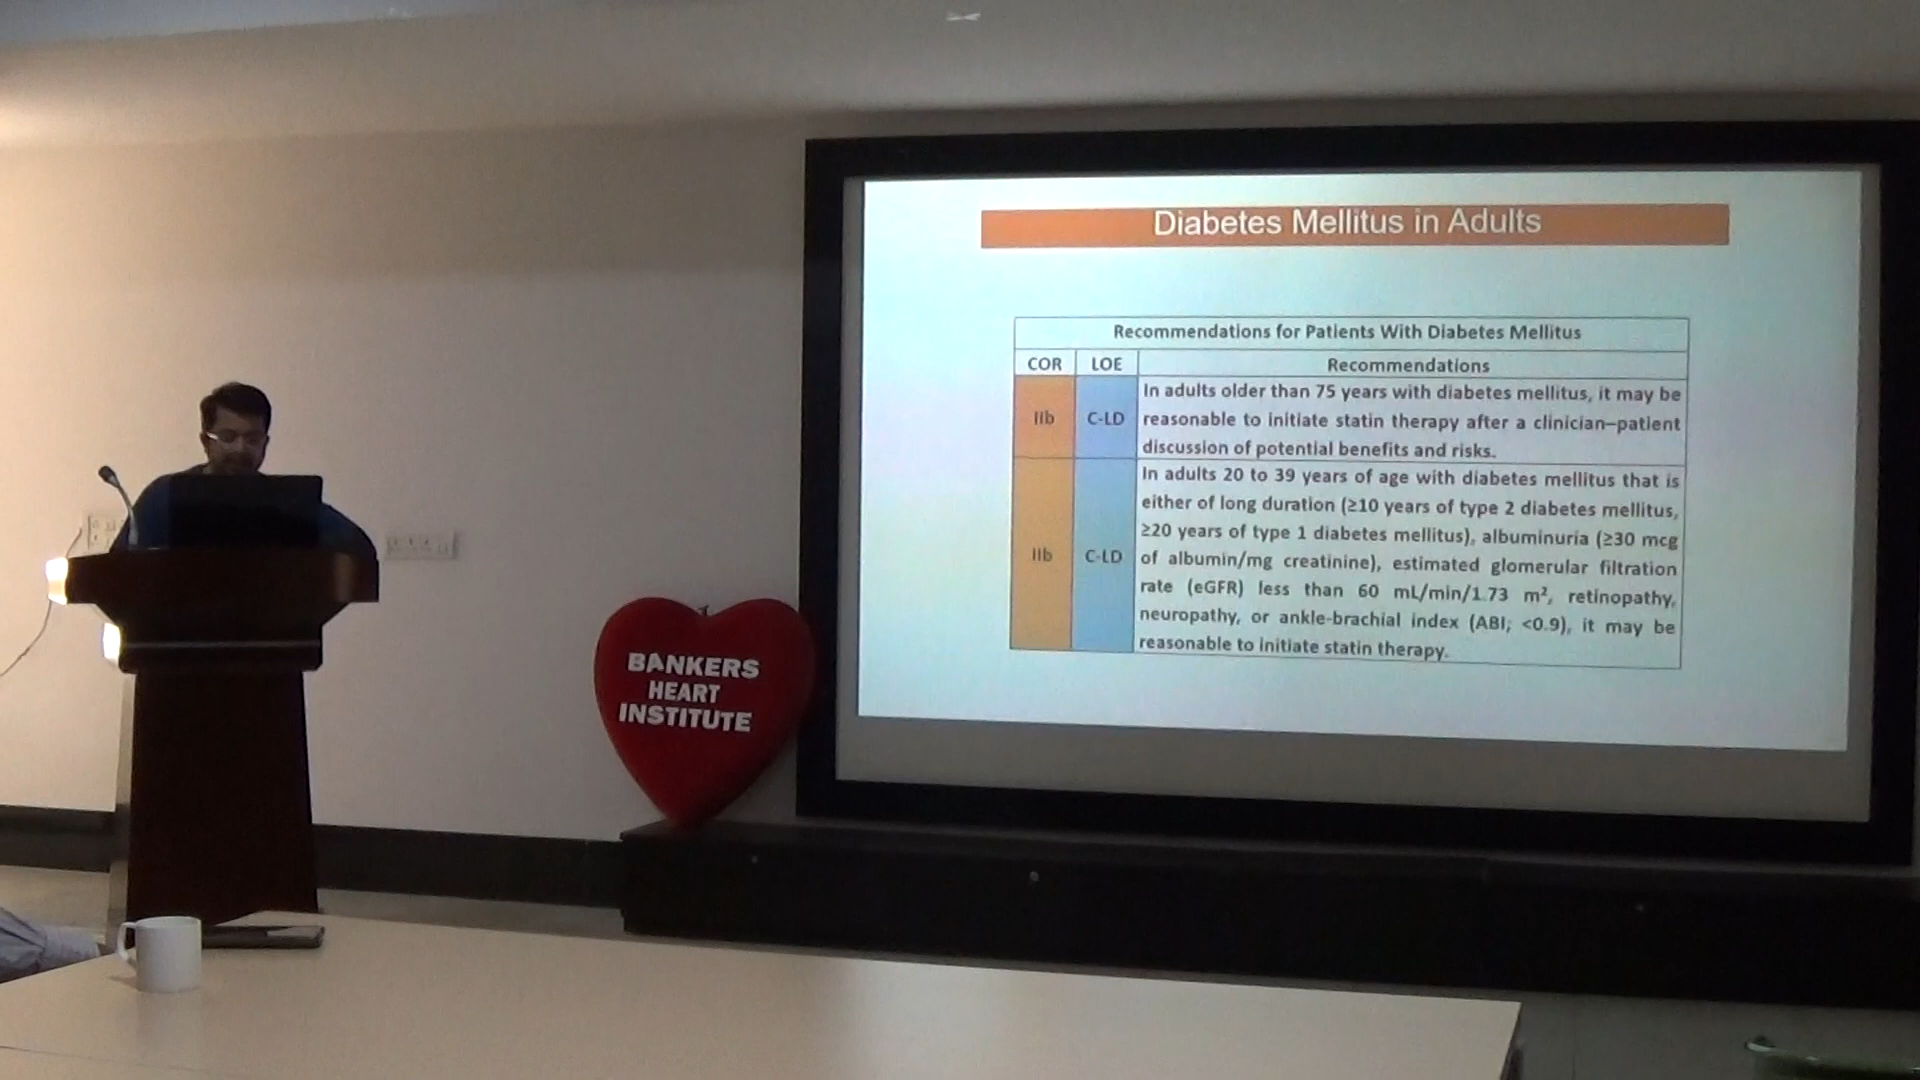 Diabetes Mellitus in Adults
Recommendations for Patients With Diabetes Mellitus
COR LOE Recommendations
IIb C-LD In adults older than 75 years with diabetes mellitus, it may be
reasonable to initiate statin therapy after a clinician–patient
discussion of potential benefits and risks.
IIb C-LD In adults 20 to 39 years of age with diabetes mellitus that is
either of long duration (≥10 years of type 2 diabetes mellitus,
≥20 years of type 1 diabetes mellitus), albuminuria (≥30 mcg
of albumin/mg creatinine), estimated glomerular filtration
rate (eGFR) less than 60 mL/min/1.73 m², retinopathy,
neuropathy, or ankle-brachial index (ABI; <0.9), it may be
reasonable to initiate statin therapy.
BANKERS
HEART
INSTITUTE